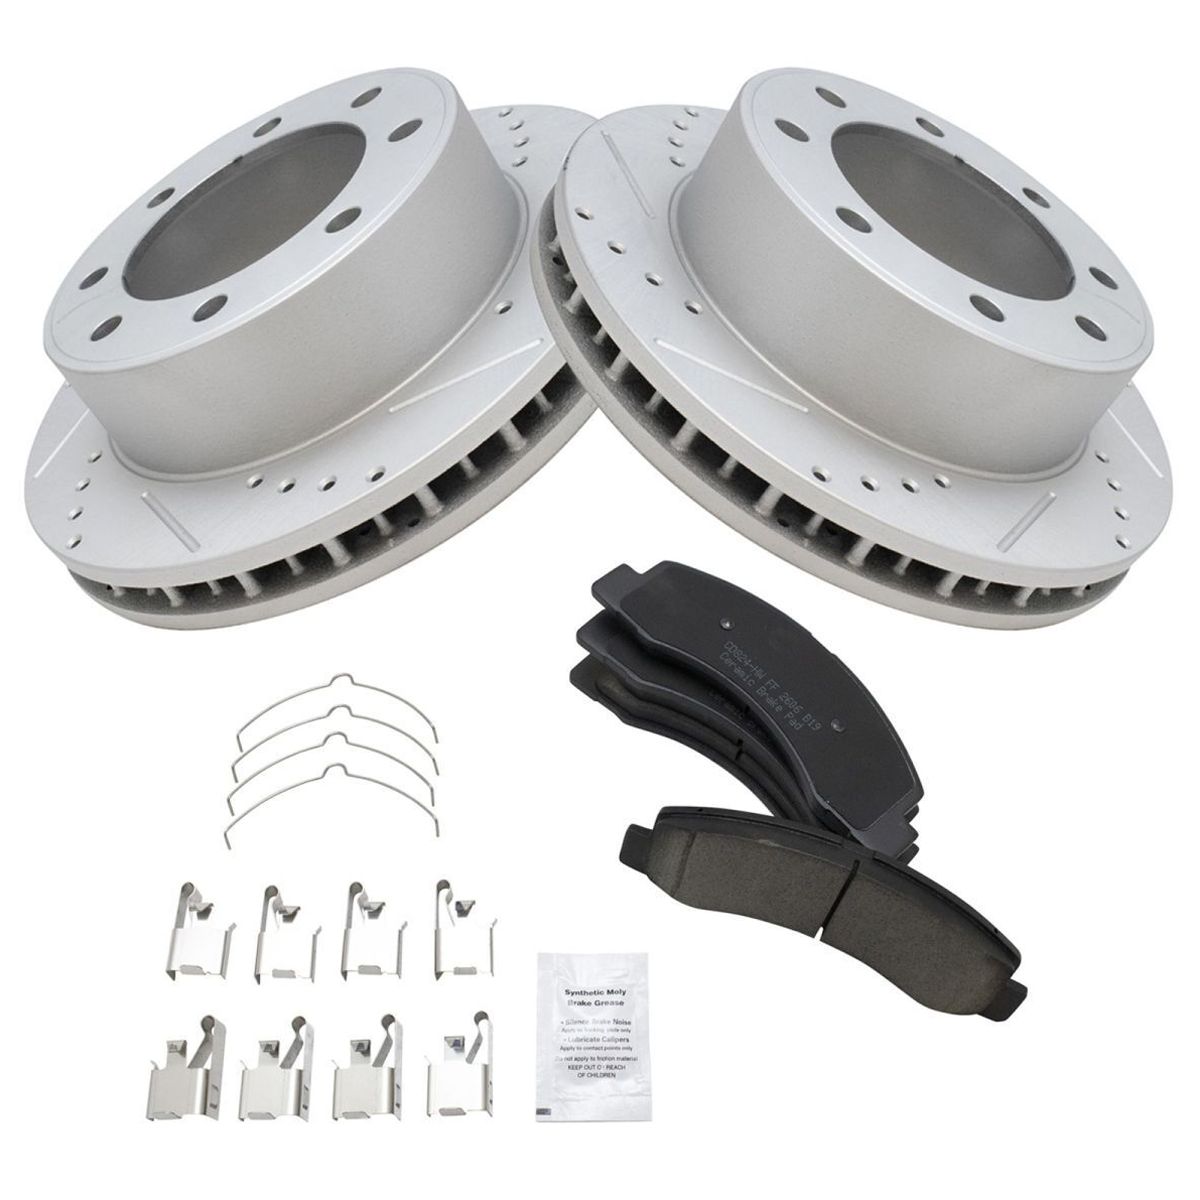 CD824-HW FF 2606 B19
Ceramic Brake Pad
Ceramic
Synthetic Moly
Brake Grease
• Silence Brake Noise
Apply to backing plate only
• Lubricate Calipers
Apply to contact points only
Do not apply to friction material
KEEP OUT OF REACH
OF CHILDREN